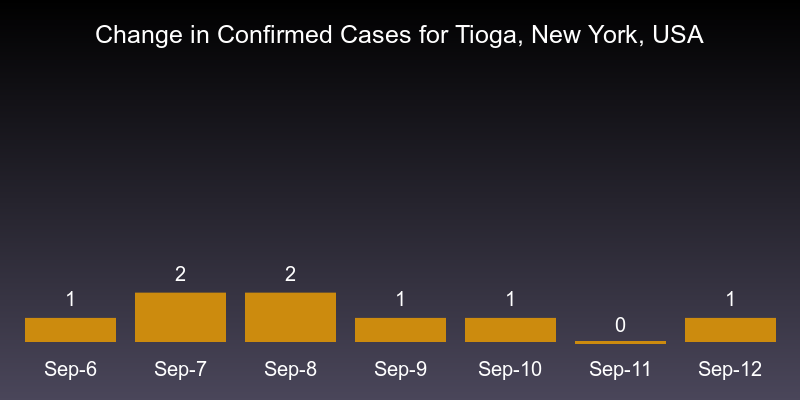 Change in Confirmed Cases for Tioga, New York, USA
1 2 2 1 1 0 1
Sep-6 Sep-7 Sep-8 Sep-9 Sep-10 Sep-11 Sep-12